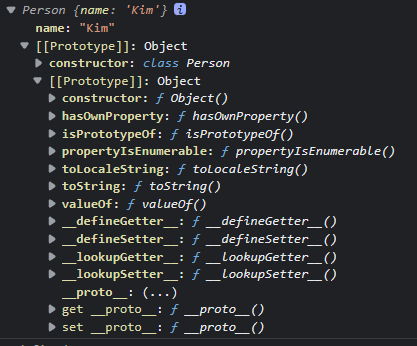 Person {name: 'Kim'} i
name: "Kim"
[[Prototype]]: Object
constructor: class Person
[[Prototype]]: Object
constructor: ƒ Object()
hasOwnProperty: ƒ hasOwnProperty()
isPrototypeOf: ƒ isPrototypeOf()
propertyIsEnumerable: ƒ propertyIsEnumerable()
toLocaleString: ƒ toLocaleString()
toString: ƒ toString()
valueOf: ƒ valueOf()
__defineGetter__: ƒ __defineGetter__()
__defineSetter__: ƒ __defineSetter__()
__lookupGetter__: ƒ __lookupGetter__()
__lookupSetter__: ƒ __lookupSetter__()
__proto__: (...)
get __proto__: ƒ __proto__()
set __proto__: ƒ __proto__()